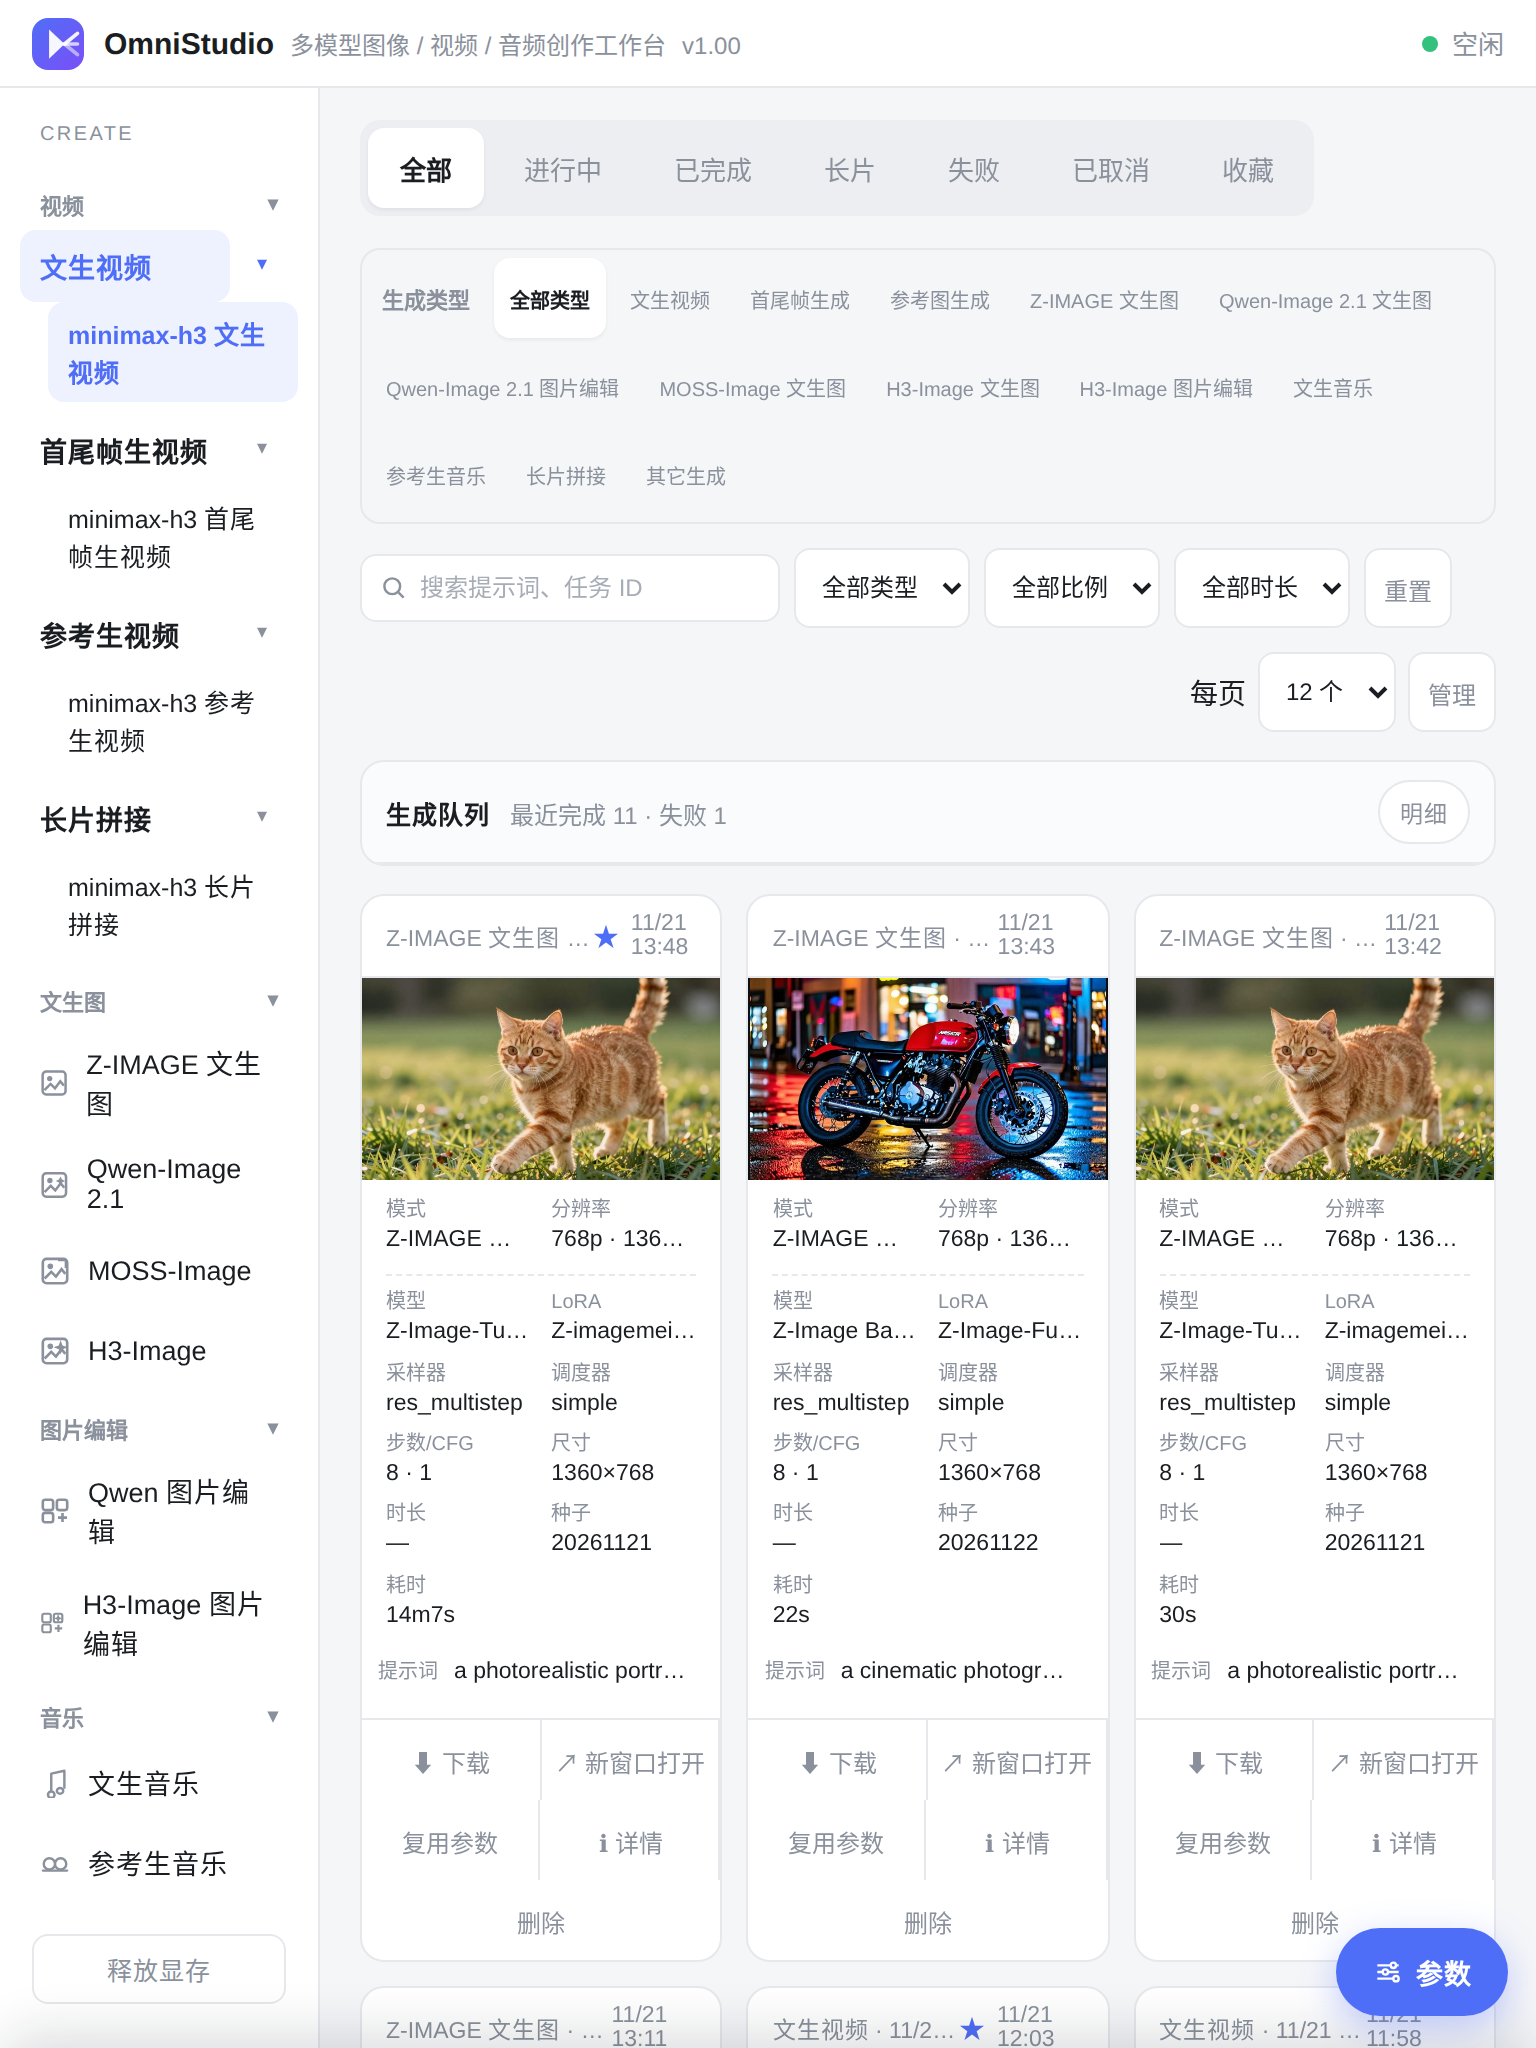 OmniStudio 多模型图像 / 视频 / 音频创作工作台 v1.00
空闲
CREATE
视频 ▼
文生视频 ▼
minimax-h3 文生
视频
首尾帧生视频 ▼
minimax-h3 首尾
帧生视频
参考生视频 ▼
minimax-h3 参考
生视频
长片拼接 ▼
minimax-h3 长片
拼接
文生图 ▼
Z-IMAGE 文生
图
Qwen-Image
2.1
MOSS-Image
H3-Image
图片编辑 ▼
Qwen 图片编
辑
H3-Image 图片
编辑
音乐 ▼
文生音乐
参考生音乐
释放显存
全部 进行中 已完成 长片 失败 已取消 收藏
生成类型 全部类型 文生视频 首尾帧生成 参考图生成 Z-IMAGE 文生图 Qwen-Image 2.1 文生图
Qwen-Image 2.1 图片编辑 MOSS-Image 文生图 H3-Image 文生图 H3-Image 图片编辑 文生音乐
参考生音乐 长片拼接 其它生成
搜索提示词、任务 ID 全部类型 全部比例 全部时长 重置
每页 12 个 管理
生成队列 最近完成 11 · 失败 1 明细
Z-IMAGE 文生图 …★ 11/21
13:48
模式 分辨率
Z-IMAGE … 768p · 136…
模型 LoRA
Z-Image-Tu… Z-imagemei…
采样器 调度器
res_multistep simple
步数/CFG 尺寸
8 · 1 1360×768
时长 种子
— 20261121
耗时
14m7s
提示词 a photorealistic portr…
⬇ 下载 ↗ 新窗口打开
复用参数 ℹ 详情
删除
Z-IMAGE 文生图 · … 11/21
13:43
模式 分辨率
Z-IMAGE … 768p · 136…
模型 LoRA
Z-Image Ba… Z-Image-Fu…
采样器 调度器
res_multistep simple
步数/CFG 尺寸
8 · 1 1360×768
时长 种子
— 20261122
耗时
22s
提示词 a cinematic photogr…
⬇ 下载 ↗ 新窗口打开
复用参数 ℹ 详情
删除
Z-IMAGE 文生图 · … 11/21
13:42
模式 分辨率
Z-IMAGE … 768p · 136…
模型 LoRA
Z-Image-Tu… Z-imagemei…
采样器 调度器
res_multistep simple
步数/CFG 尺寸
8 · 1 1360×768
时长 种子
— 20261121
耗时
30s
提示词 a photorealistic portr…
⬇ 下载 ↗ 新窗口打开
复用参数 ℹ 详情
删除
参数
Z-IMAGE 文生图 · … 11/21
13:11
文生视频 · 11/2…★ 11/21
12:03
文生视频 · 11/21 … 11/21
11:58